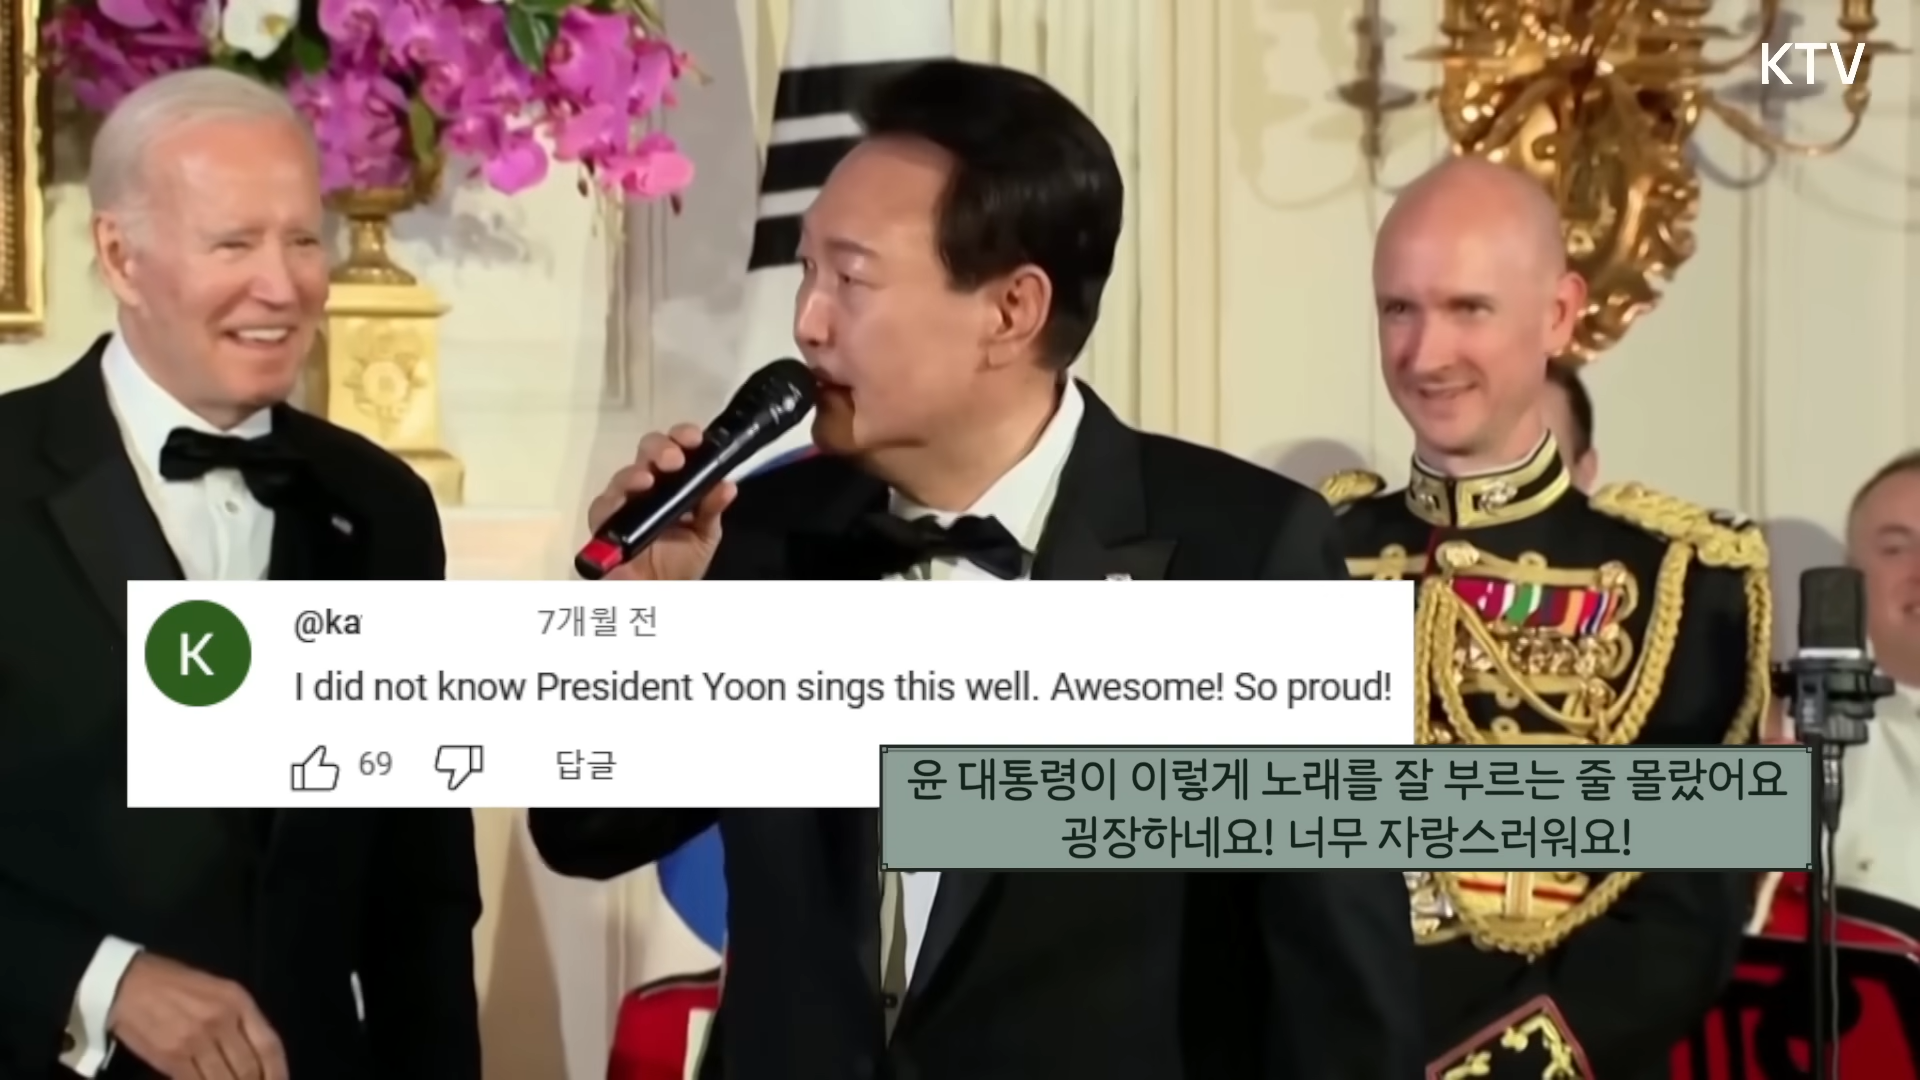 KTV
@ka
7개월 전
I did not know President Yoon sings this well. Awesome! So proud!
69
답글
윤 대통령이 이렇게 노래를 잘 부르는 줄 몰랐어요
굉장하네요! 너무 자랑스러워요!
K